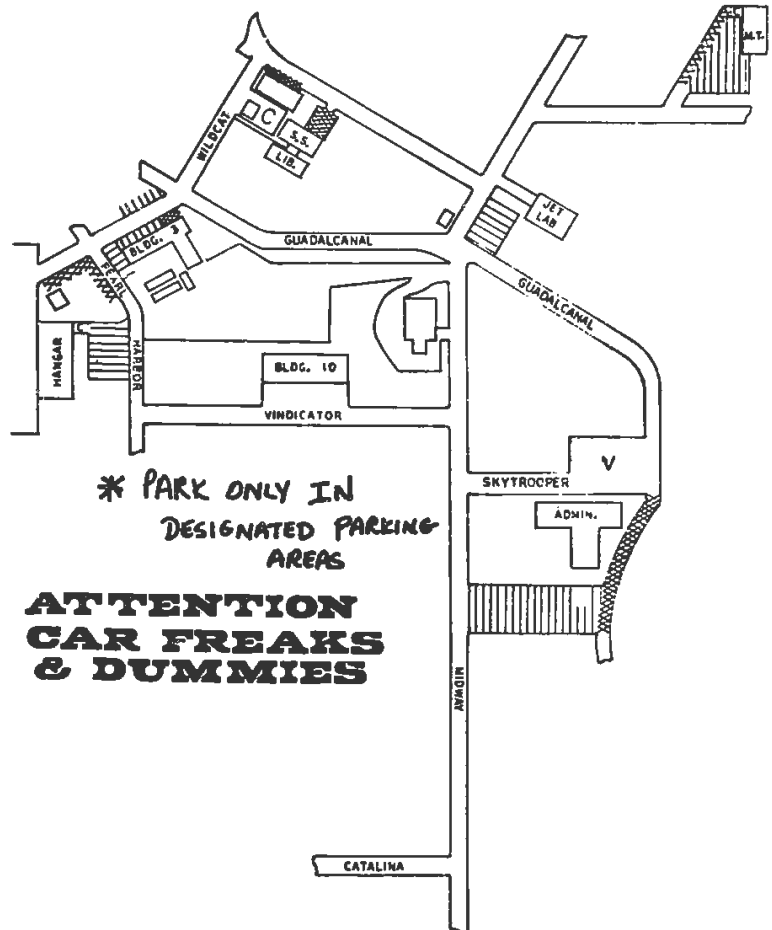 M.T.
WILDCAT
C
S.S.
LIB.
JET
LAB
BLDG. 3
GUADALCANAL
PEARL
HARBOR
GUADALCANAL
HANGAR
BLDG. 10
VINDICATOR
V
SKYTROOPER
ADMIN.
* PARK ONLY IN
DESIGNATED PARKING
AREAS
ATTENTION
CAR FREAKS
& DUMMIES
MIDWAY
CATALINA